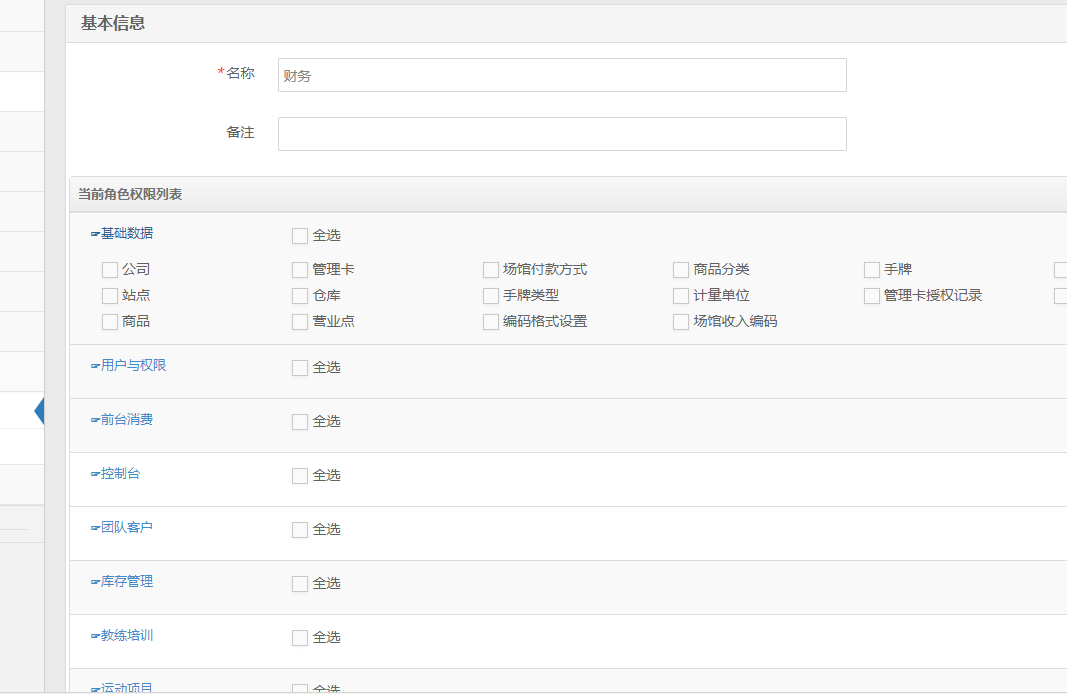 基本信息
*名称 财务
备注
当前角色权限列表
基础数据 全选
公司 管理卡 场馆付款方式 商品分类 手牌
站点 仓库 手牌类型 计量单位 管理卡授权记录
商品 营业点 编码格式设置 场馆收入编码
用户与权限 全选
前台消费 全选
控制台 全选
团队客户 全选
库存管理 全选
教练培训 全选
运动项目 全选